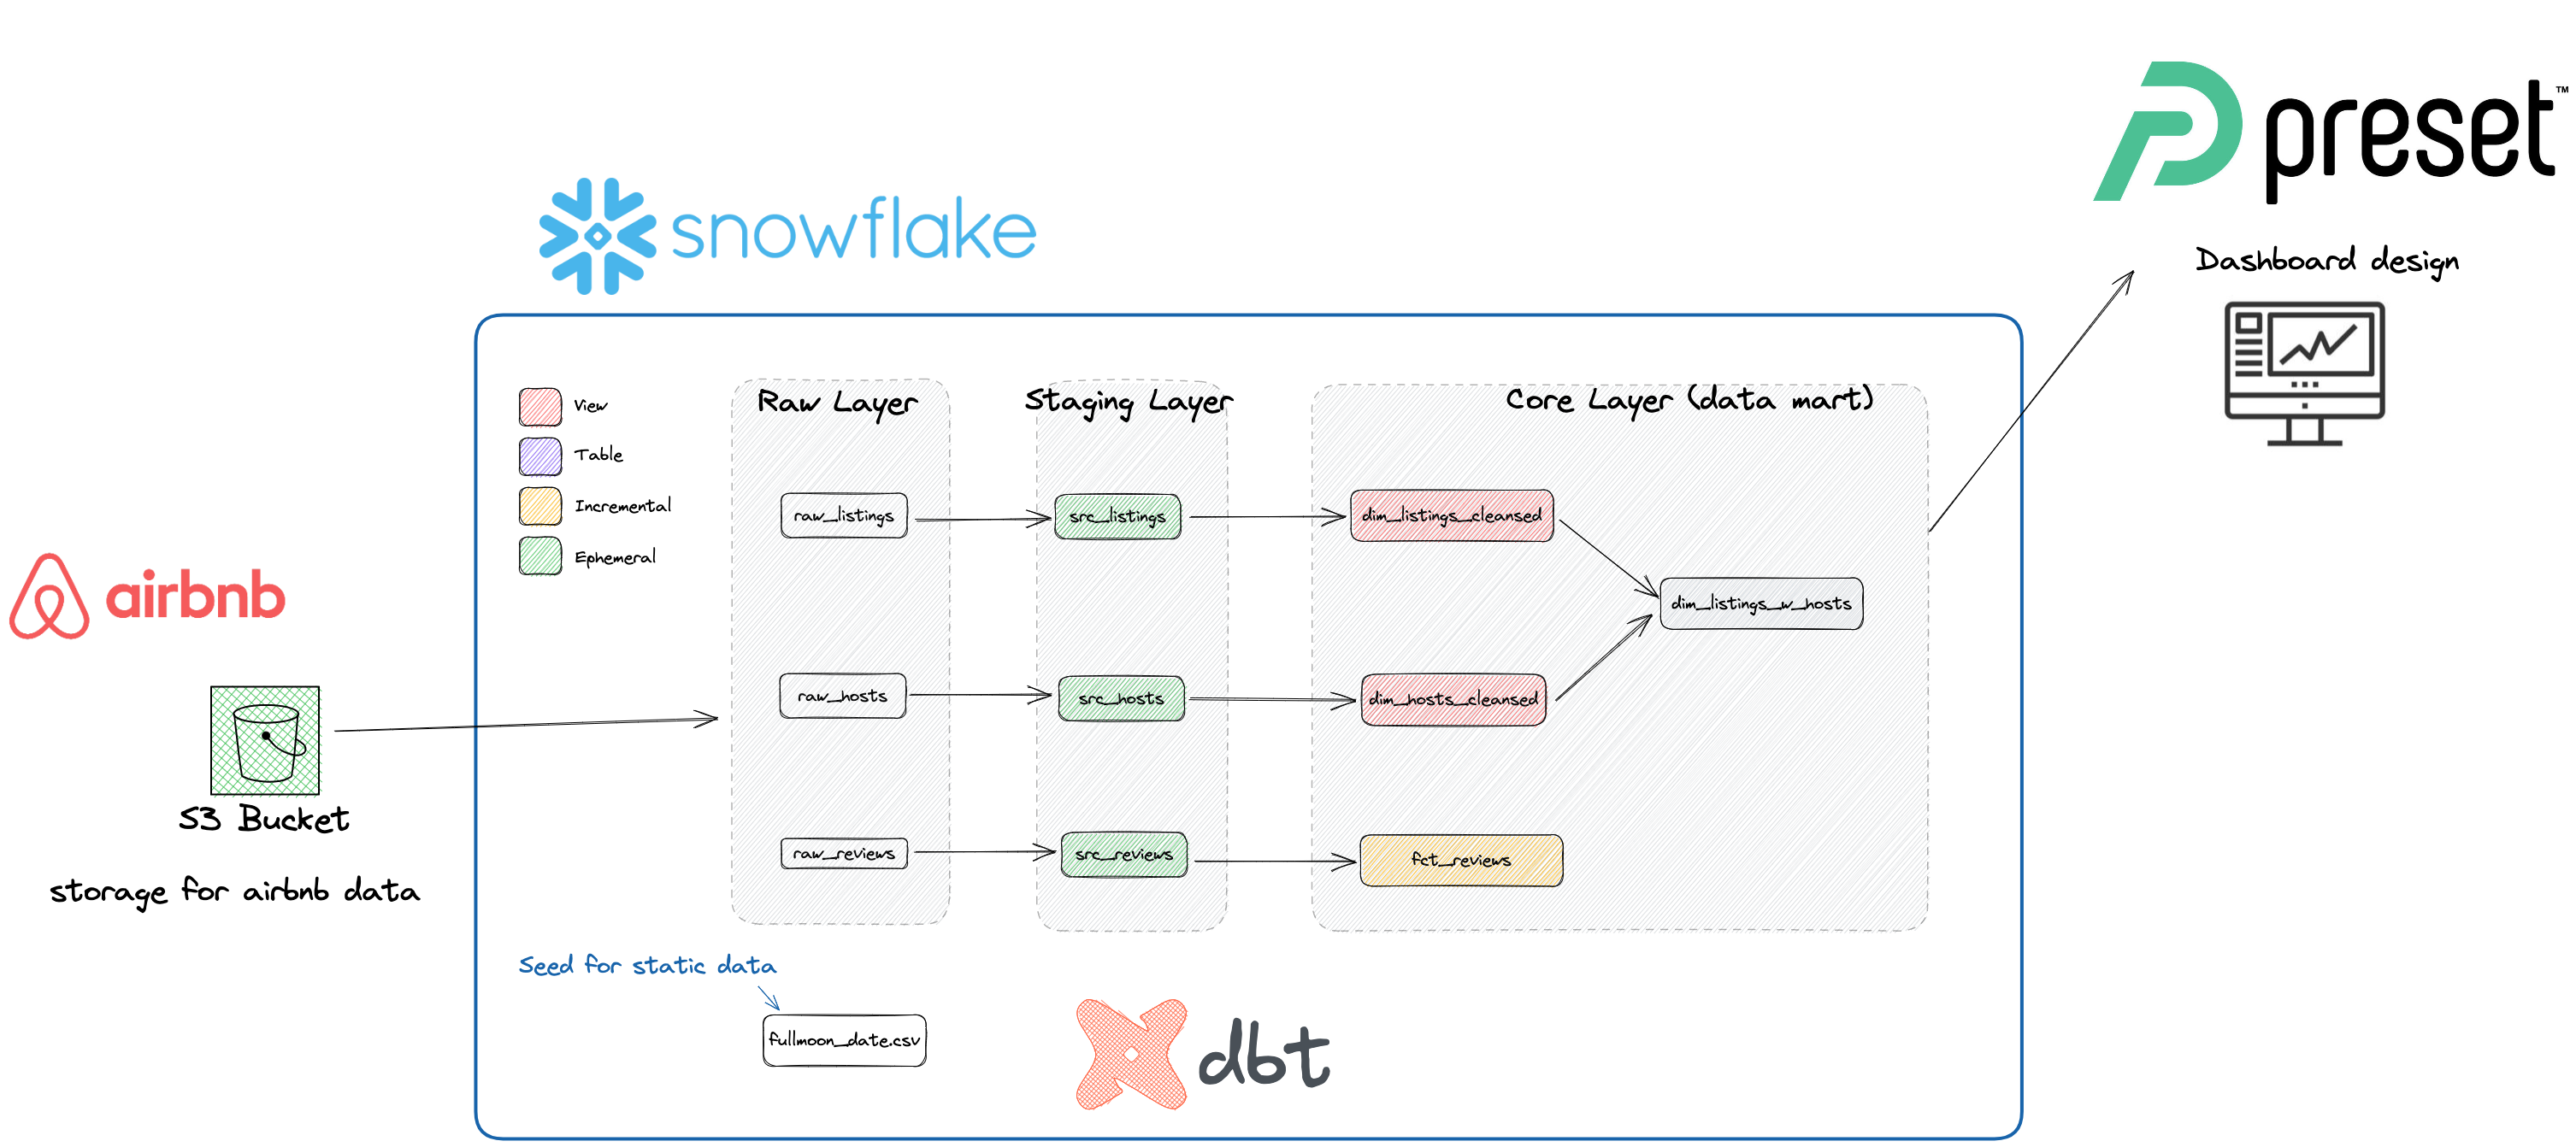 preset™
snowflake
Dashboard design
View
Table
Incremental
Ephemeral
Raw Layer
Staging Layer
Core Layer (data mart)
raw_listings
src_listings
dim_listings_cleansed
dim_listings_w_hosts
airbnb
raw_hosts
src_hosts
dim_hosts_cleansed
S3 Bucket
storage for airbnb data
raw_reviews
src_reviews
fct_reviews
Seed for static data
fullmoon_date.csv
dbt